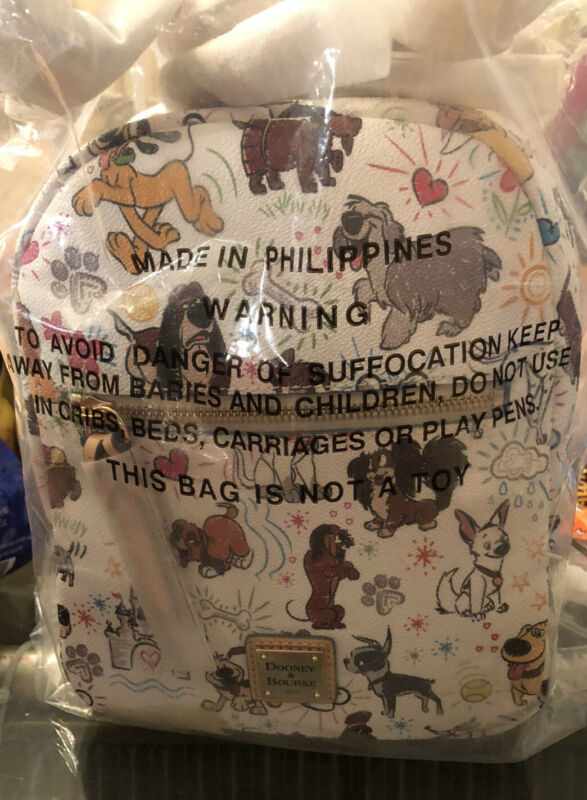 MADE IN PHILIPPINES
WARNING
TO AVOID DANGER OF SUFFOCATION KEEP
AWAY FROM BABIES AND CHILDREN, DO NOT USE
IN CRIBS, BEDS, CARRIAGES OR PLAY PENS.
THIS BAG IS NOT A TOY
DOONEY
&
BOURKE